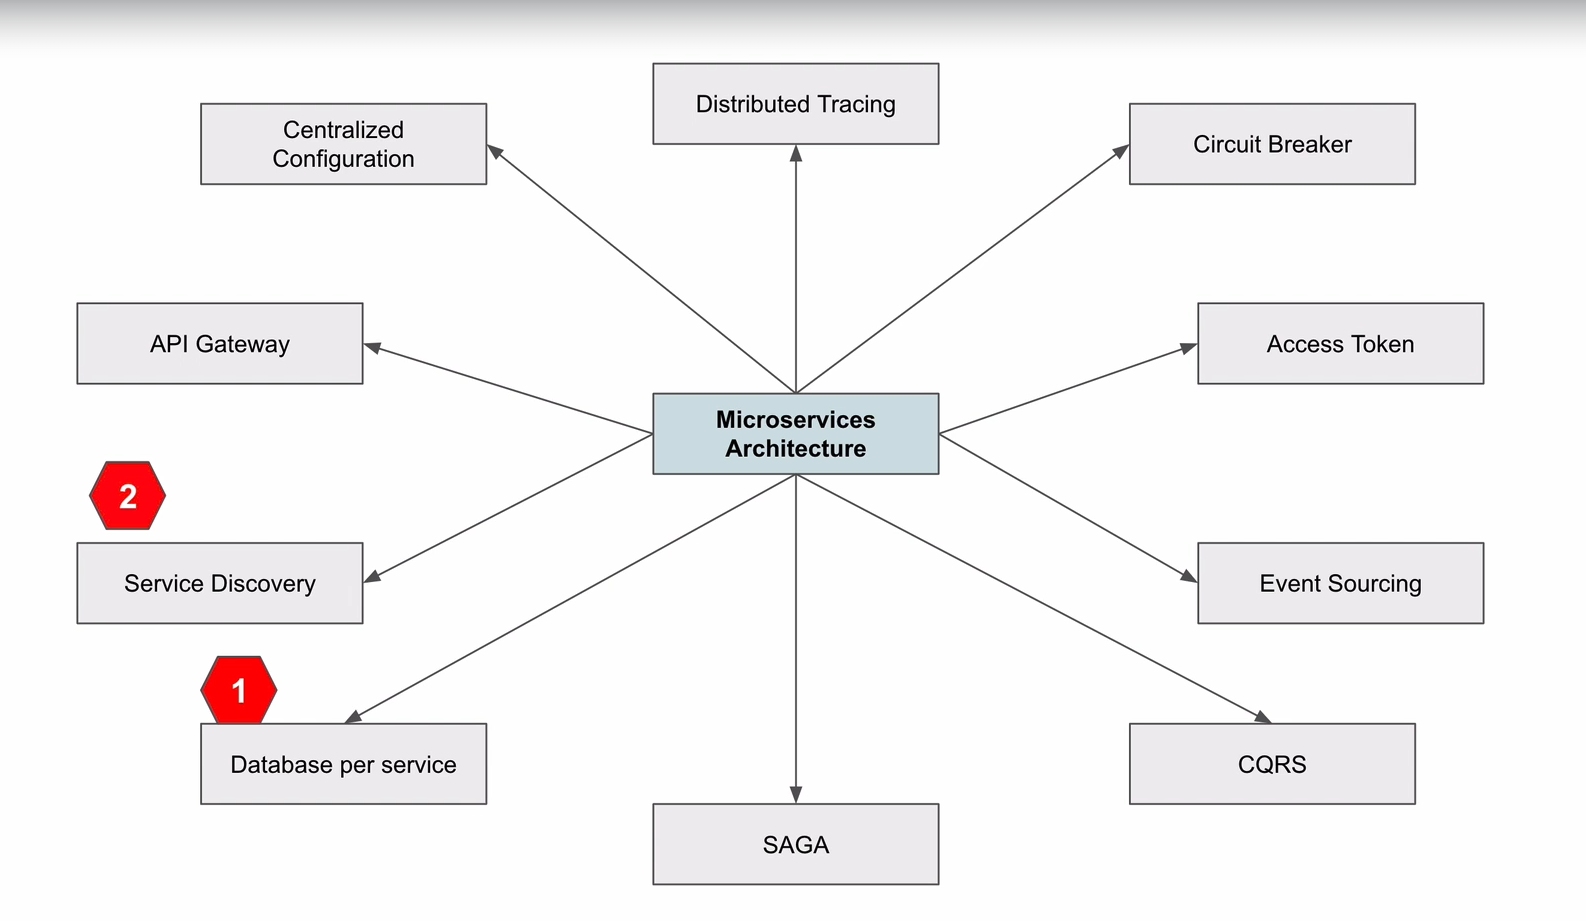 Distributed Tracing
Centralized
Configuration
Circuit Breaker
API Gateway
Access Token
Microservices
Architecture
2
Service Discovery
Event Sourcing
1
Database per service
CQRS
SAGA